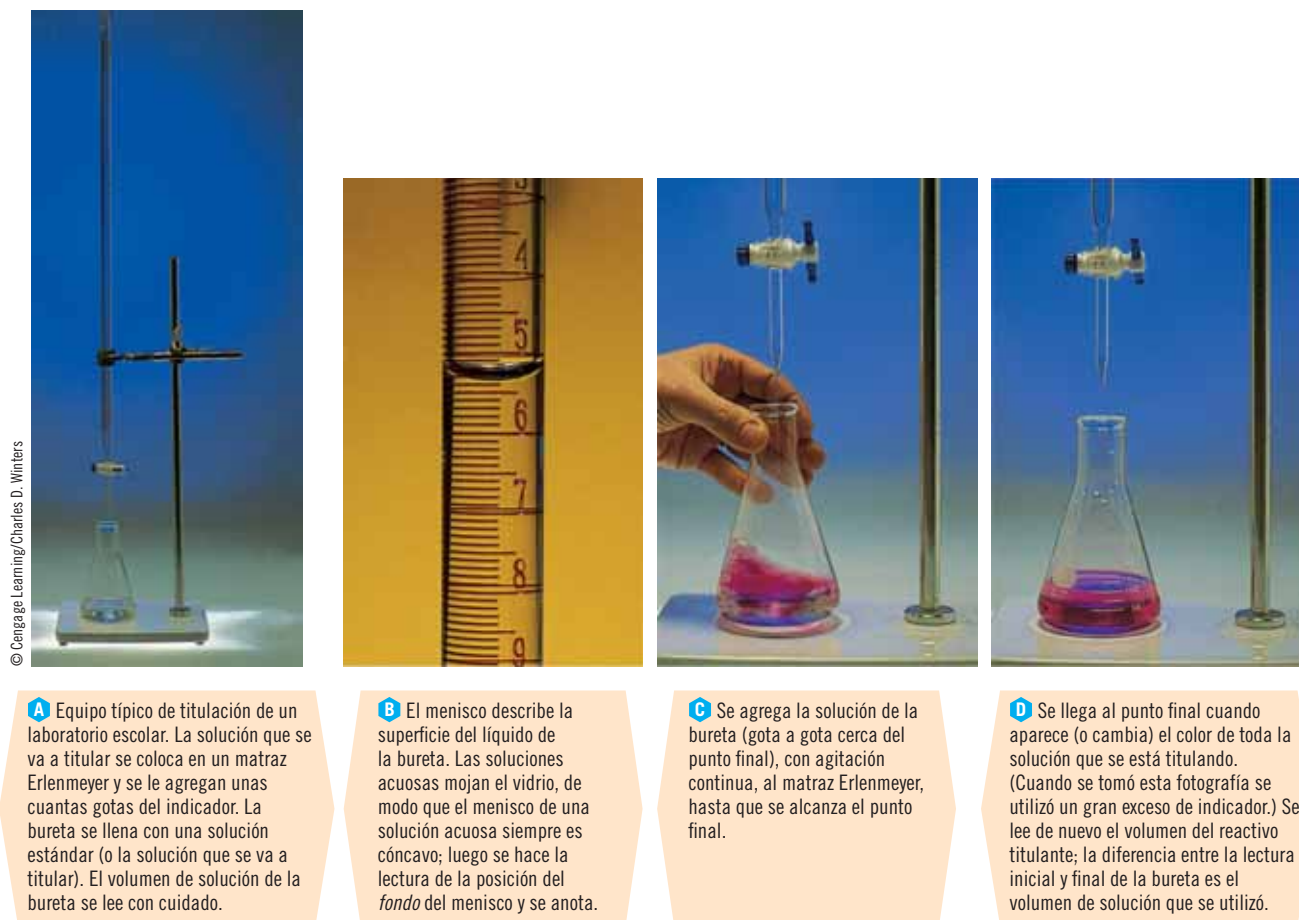 © Cengage Learning/Charles D. Winters
3
4
5
6
7
8
9
A Equipo típico de titulación de un
laboratorio escolar. La solución que se
va a titular se coloca en un matraz
Erlenmeyer y se le agregan unas
cuantas gotas del indicador. La
bureta se llena con una solución
estándar (o la solución que se va a
titular). El volumen de solución de la
bureta se lee con cuidado.
B El menisco describe la
superficie del líquido de
la bureta. Las soluciones
acuosas mojan el vidrio, de
modo que el menisco de una
solución acuosa siempre es
cóncavo; luego se hace la
lectura de la posición del
fondo del menisco y se anota.
C Se agrega la solución de la
bureta (gota a gota cerca del
punto final), con agitación
continua, al matraz Erlenmeyer,
hasta que se alcanza el punto
final.
D Se llega al punto final cuando
aparece (o cambia) el color de toda la
solución que se está titulando.
(Cuando se tomó esta fotografía se
utilizó un gran exceso de indicador.) Se
lee de nuevo el volumen del reactivo
titulante; la diferencia entre la lectura
inicial y final de la bureta es el
volumen de solución que se utilizó.